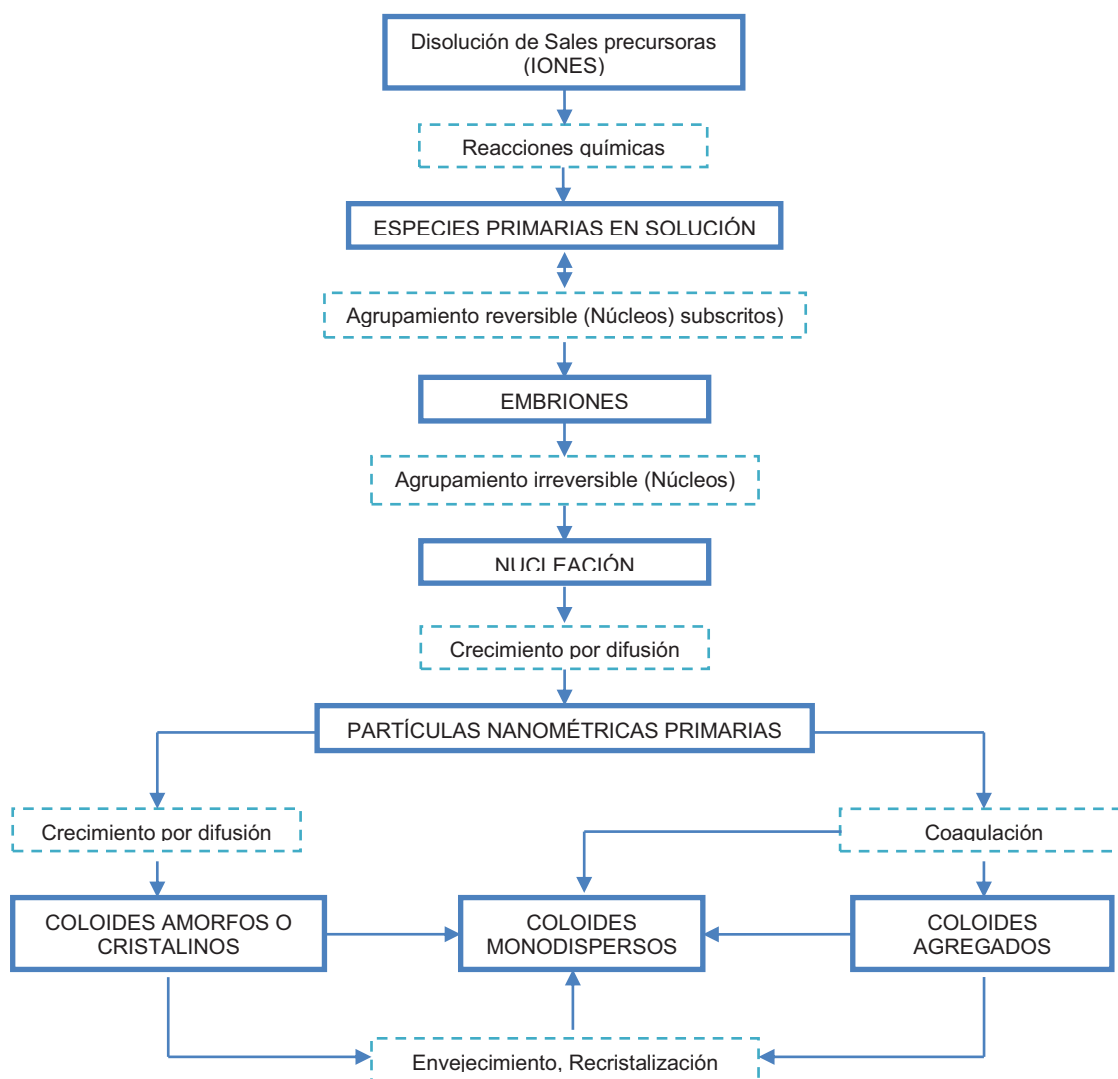 Disolución de Sales precursoras
(IONES)
Reacciones químicas
ESPECIES PRIMARIAS EN SOLUCIÓN
Agrupamiento reversible (Núcleos) subscritos)
EMBRIONES
Agrupamiento irreversible (Núcleos)
NUCLEACIÓN
Crecimiento por difusión
PARTÍCULAS NANOMÉTRICAS PRIMARIAS
Crecimiento por difusión
Coagulación
COLOIDES AMORFOS O
CRISTALINOS
COLOIDES
MONODISPERSOS
COLOIDES
AGREGADOS
Envejecimiento, Recristalización